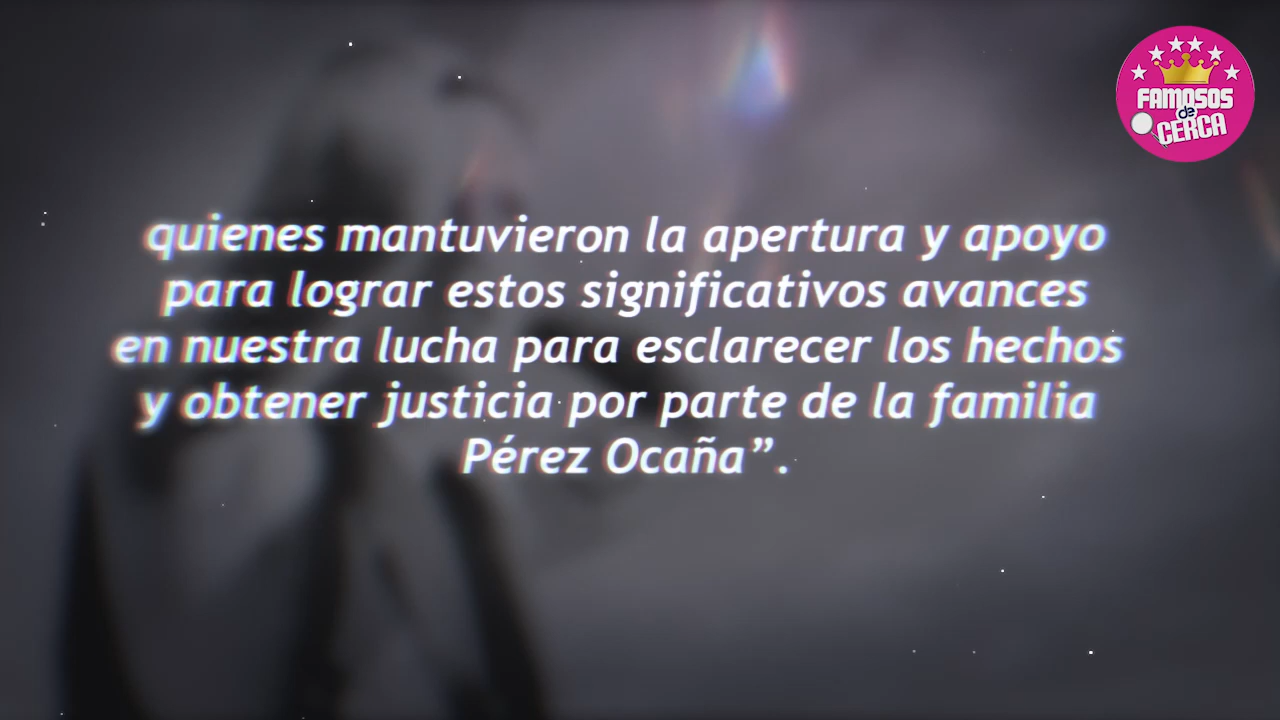 FAMOSOS
de
CERCA
quienes mantuvieron la apertura y apoyo
para lograr estos significativos avances
en nuestra lucha para esclarecer los hechos
y obtener justicia por parte de la familia
Pérez Ocaña”.